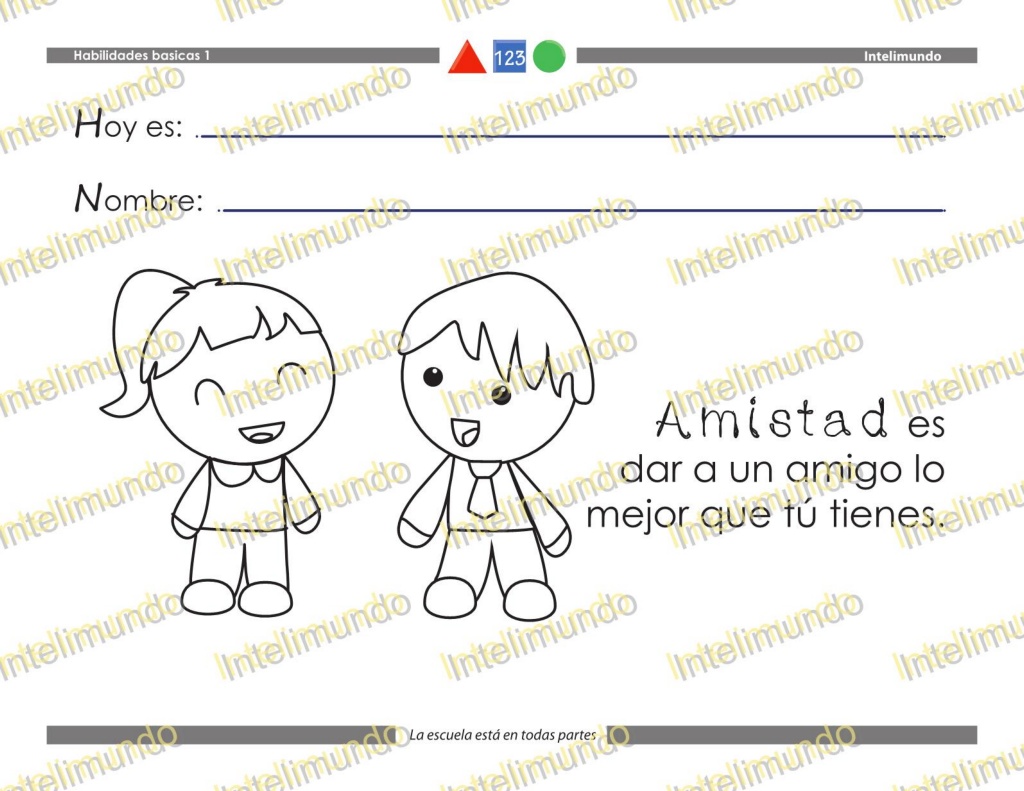 Habilidades basicas 1 123 Intelimundo
Hoy es:
Nombre:
Amistad es
dar a un amigo lo
mejor que tú tienes.
La escuela está en todas partes
Intelimundo